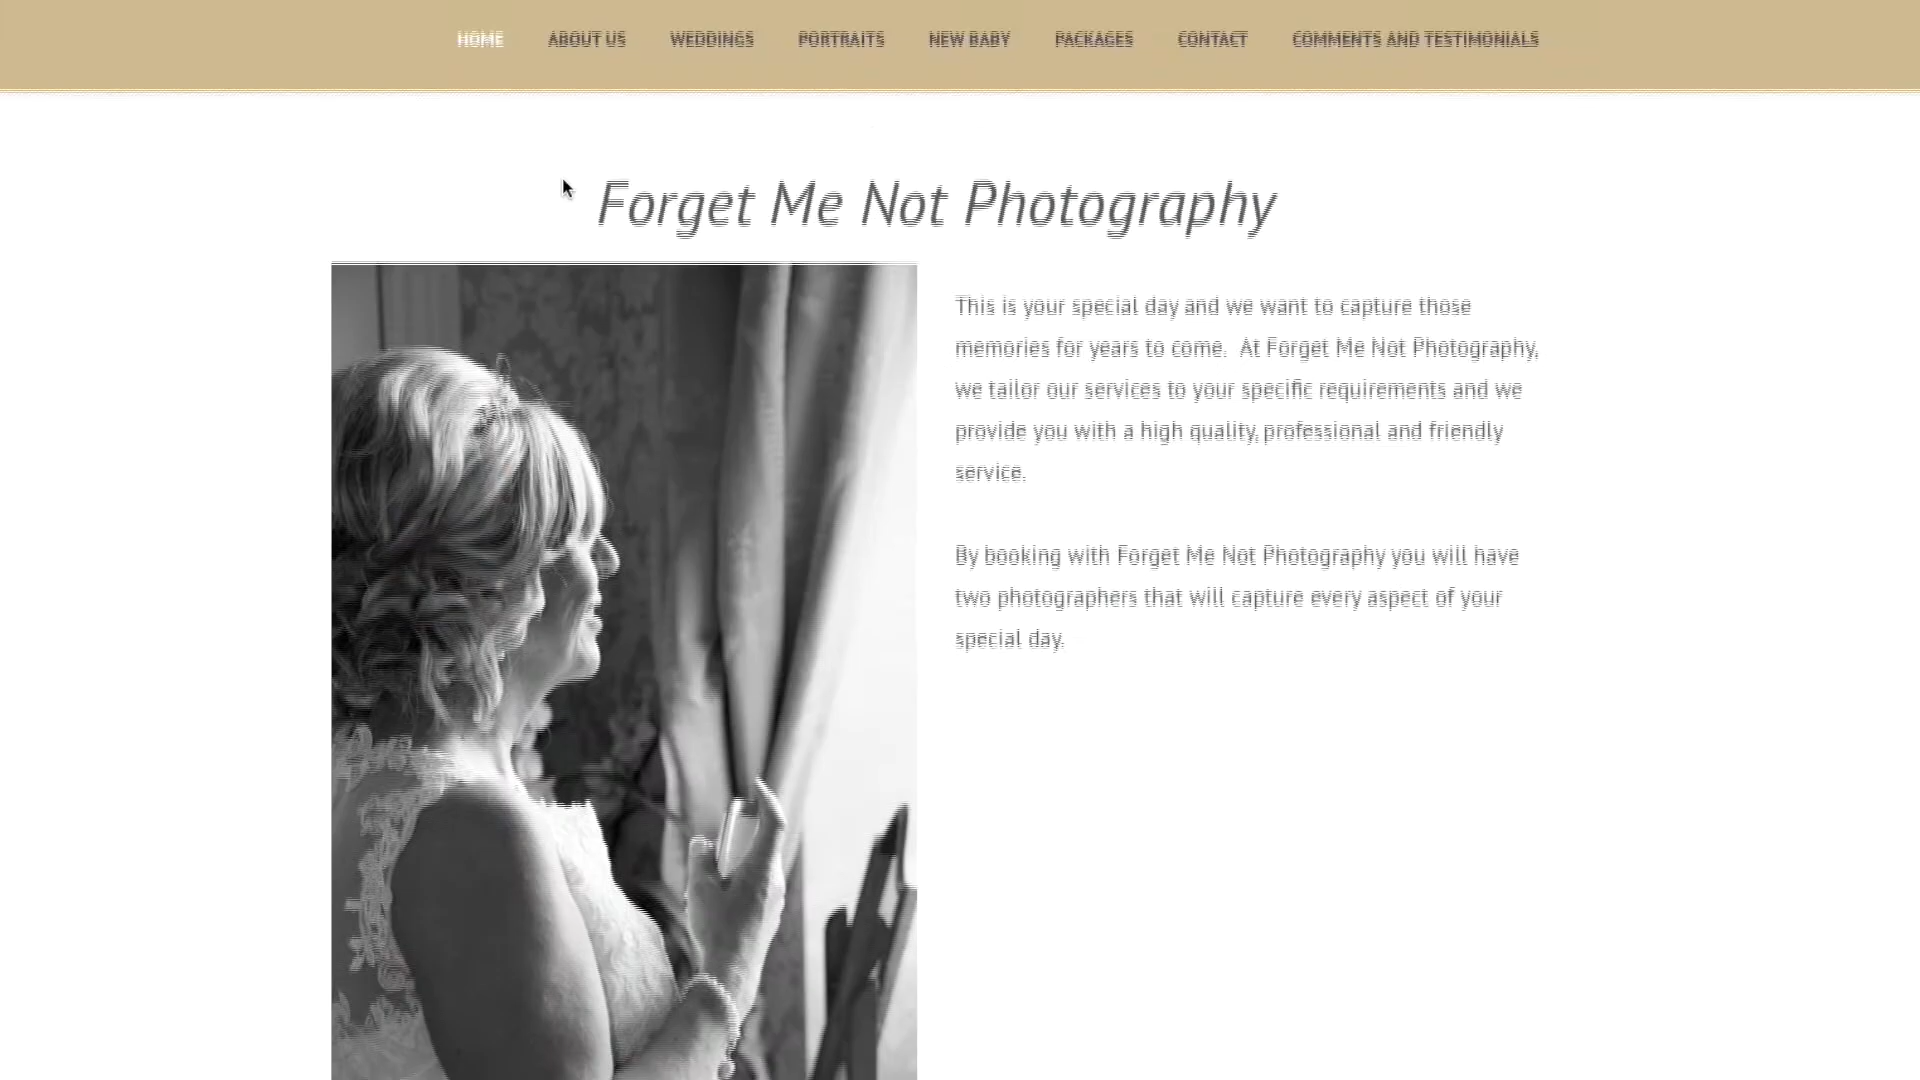 HOME ABOUT US WEDDINGS PORTRAITS NEW BABY PACKAGES CONTACT COMMENTS AND TESTIMONIALS
Forget Me Not Photography
This is your special day and we want to capture those
memories for years to come.  At Forget Me Not Photography,
we tailor our services to your specific requirements and we
provide you with a high quality, professional and friendly
service.
By booking with Forget Me Not Photography you will have
two photographers that will capture every aspect of your
special day.